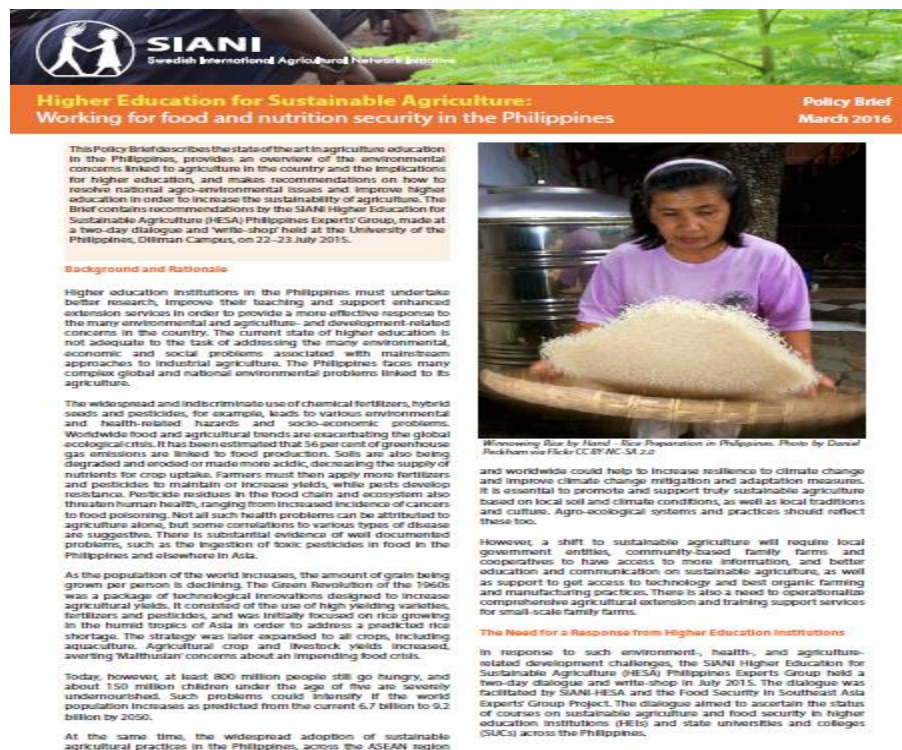 SIANI
Swedish International Agricultural Network Initiative
Higher Education for Sustainable Agriculture:
Working for food and nutrition security in the Philippines
Policy Brief
March 2016
This Policy Brief describes the state of the art in agriculture education
in the Philippines, provides an overview of the environmental
concerns linked to agriculture in the country and the implications
for higher education, and makes recommendations on how to
resolve national agro-environmental issues and improve higher
education in order to increase the sustainability of agriculture. The
Brief contains recommendations by the SIANI Higher Education for
Sustainable Agriculture (HESA) Philippines Experts' Group, made at
a two-day dialogue and 'write-shop' held at the University of the
Philippines, Diliman Campus, on 22–23 July 2015.
Background and Rationale
Higher education institutions in the Philippines must undertake
better research, improve their teaching and support enhanced
extension services in order to provide a more effective response to
the many environmental and agriculture- and development-related
concerns in the country. The current state of higher education is
not adequate to the task of addressing the many environmental,
economic and social problems associated with mainstream
approaches to industrial agriculture. The Philippines faces many
complex global and national environmental problems linked to its
agriculture.
The widespread and indiscriminate use of chemical fertilizers, hybrid
seeds and pesticides, for example, leads to various environmental
and health-related hazards and socio-economic problems.
Worldwide food and agricultural trends are exacerbating the global
ecological crisis. It has been estimated that 56 percent of greenhouse
gas emissions are linked to food production. Soils are also being
degraded and eroded or made more acidic, decreasing the supply of
nutrients for crop uptake. Farmers must then apply more fertilizers
and pesticides to maintain or increase yields, while pests develop
resistance. Pesticide residues in the food chain and ecosystem also
threaten human health, ranging from increased incidence of cancers
to food poisoning. Not all such health problems can be attributed to
agriculture alone, but some correlations to various types of disease
are suggestive. There is substantial evidence of well documented
problems, such as the ingestion of toxic pesticides in food in the
Philippines and elsewhere in Asia.
As the population of the world increases, the amount of grain being
grown per person is declining. The Green Revolution of the 1960s
was a package of technological innovations designed to increase
agricultural yields. It consisted of the use of high yielding varieties,
fertilizers and pesticides, and was initially focused on rice growing
in the humid tropics of Asia in order to address a predicted rice
shortage. The strategy was later expanded to all crops, including
aquaculture. Agricultural crop and livestock yields increased,
averting 'Malthusian' concerns about an impending food crisis.
Today, however, at least 800 million people still go hungry, and
about 150 million children under the age of five are severely
undernourished. Such problems could intensify if the world
population increases as predicted from the current 6.7 billion to 9.2
billion by 2050.
At the same time, the widespread adoption of sustainable
agricultural practices in the Philippines, across the ASEAN region
Winnowing Rice by Hand - Rice Preparation in Philippines. Photo by Daniel
Peckham via Flickr CC BY-NC-SA 2.0
and worldwide could help to increase resilience to climate change
and improve climate change mitigation and adaptation measures.
It is essential to promote and support truly sustainable agriculture
based on local soil and climate conditions, as well as local traditions
and culture. Agro-ecological systems and practices should reflect
these too.
However, a shift to sustainable agriculture will require local
government entities, community-based family farms and
cooperatives to have access to more information, and better
education and communication on sustainable agriculture, as well
as support to get access to technology and best organic farming
and manufacturing practices. There is also a need to operationalize
comprehensive agricultural extension and training support services
for small-scale family farms.
The Need for a Response from Higher Education Institutions
In response to such environment-, health-, and agriculture-
related development challenges, the SIANI Higher Education for
Sustainable Agriculture (HESA) Philippines Experts Group held a
two-day dialogue and write-shop in July 2015. The dialogue was
facilitated by SIANI-HESA and the Food Security in Southeast Asia
Experts' Group Project. The dialogue aimed to ascertain the status
of courses on sustainable agriculture and food security in higher
education institutions (HEIs) and state universities and colleges
(SUCs) across the Philippines.